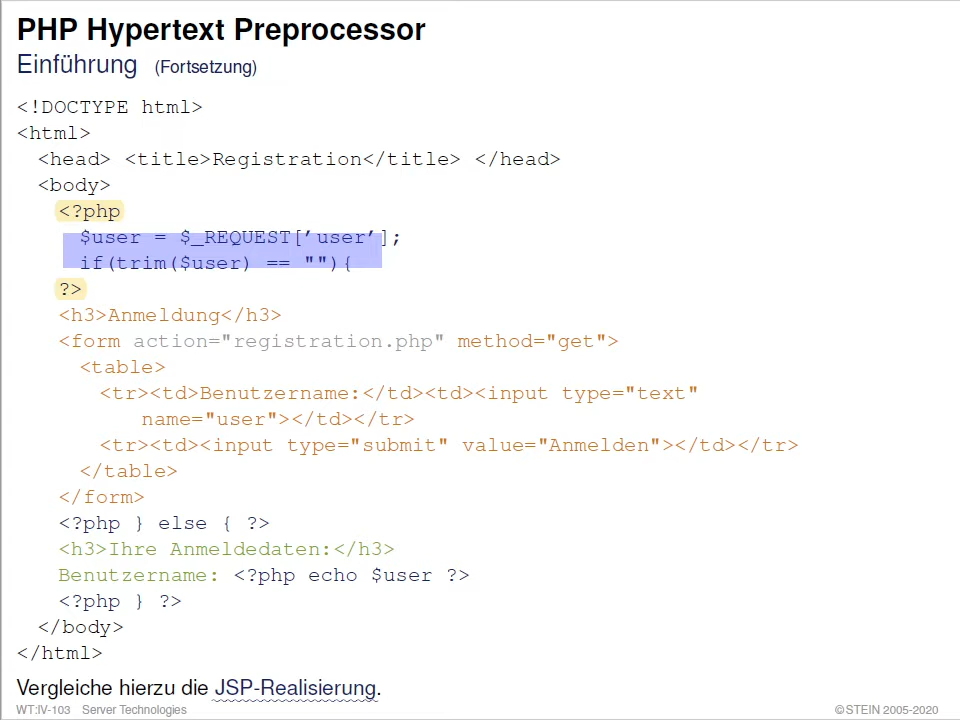 PHP Hypertext Preprocessor
Einführung (Fortsetzung)
<!DOCTYPE html>
<html>
  <head> <title>Registration</title> </head>
  <body>
    <?php
      $user = $_REQUEST[’user’];
      if(trim($user) == ""){
    ?>
    <h3>Anmeldung</h3>
    <form action="registration.php" method="get">
      <table>
        <tr><td>Benutzername:</td><td><input type="text"
            name="user"></td></tr>
        <tr><td><input type="submit" value="Anmelden"></td></tr>
      </table>
    </form>
    <?php } else { ?>
    <h3>Ihre Anmeldedaten:</h3>
    Benutzername: <?php echo $user ?>
    <?php } ?>
  </body>
</html>
Vergleiche hierzu die JSP-Realisierung.
WT:IV-103 Server Technologies ©STEIN 2005-2020